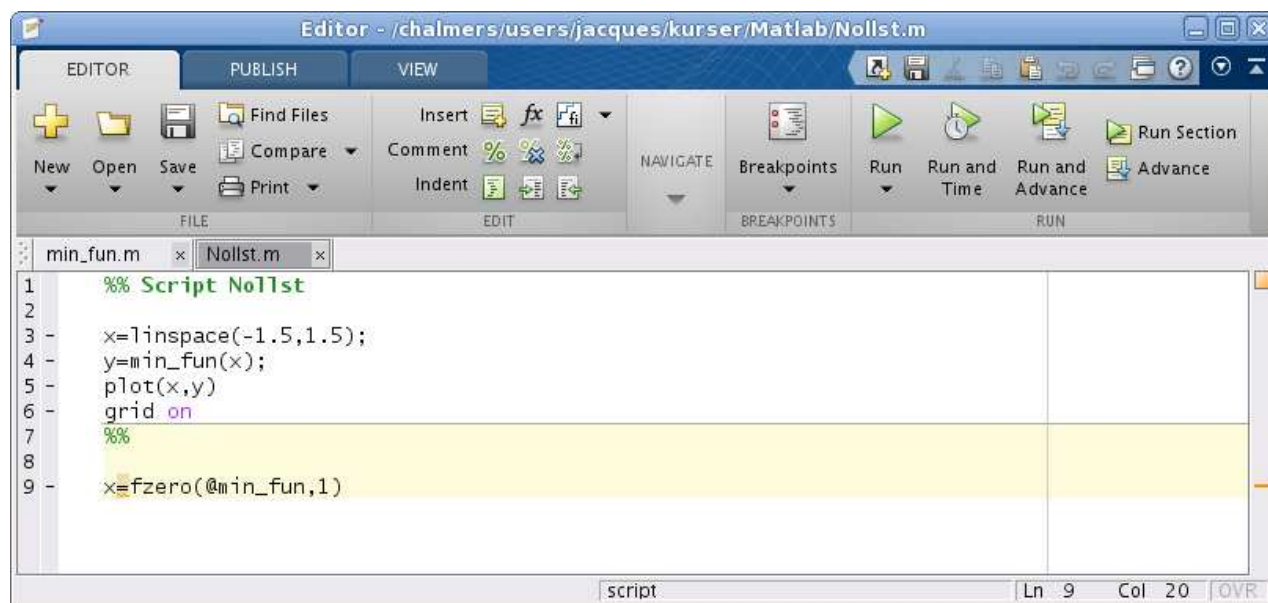 Editor - /chalmers/users/jacques/kurser/Matlab/Nollst.m
EDITOR PUBLISH VIEW
New Open Save Find Files Compare Print
FILE
Insert fx
Comment
Indent
EDIT
NAVIGATE
Breakpoints
BREAKPOINTS
Run Run and Time Run and Advance Run Section Advance
RUN
min_fun.m × Nollst.m ×
1 %% Script Nollst
2
3 - x=linspace(-1.5,1.5);
4 - y=min_fun(x);
5 - plot(x,y)
6 - grid on
7 %%
8
9 - x=fzero(@min_fun,1)
script Ln 9 Col 20 OVR